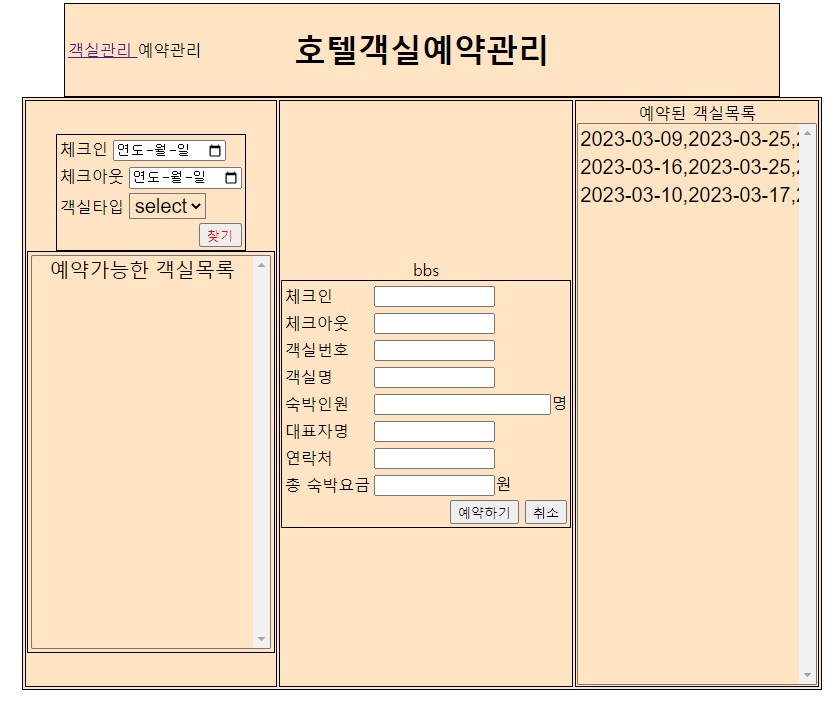 객실관리 예약관리
호텔객실예약관리
체크인 연도-월-일
체크아웃 연도-월-일
객실타입 select
찾기
예약가능한 객실목록
bbs
체크인
체크아웃
객실번호
객실명
숙박인원 명
대표자명
연락처
총 숙박요금 원
예약하기 취소
예약된 객실목록
2023-03-09,2023-03-25,
2023-03-16,2023-03-25,
2023-03-10,2023-03-17,